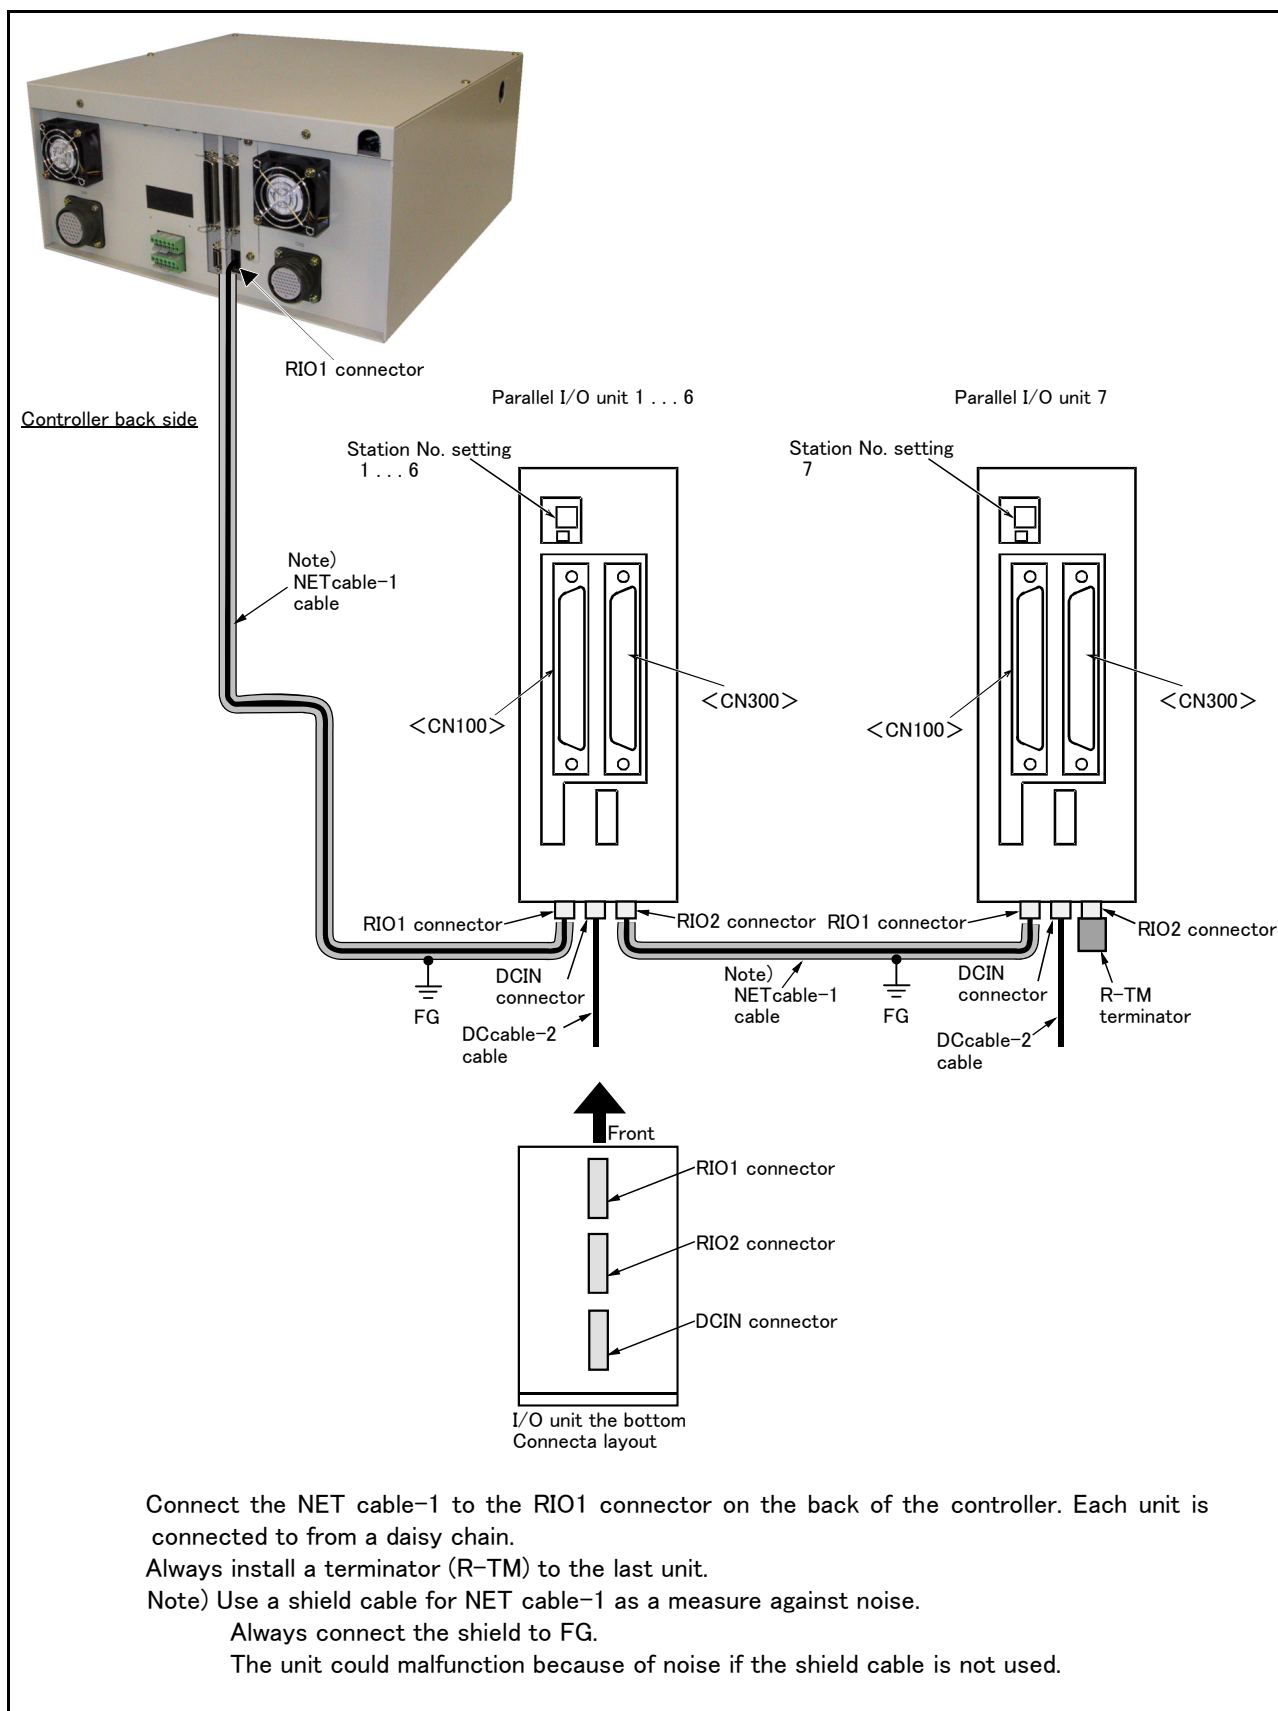 RIO1 connector
Controller back side
Parallel I/O unit 1 . . . 6
Parallel I/O unit 7
Station No. setting
1 . . . 6
Station No. setting
7
Note)
NETcable-1
cable
<CN100>
<CN300>
<CN100>
<CN300>
RIO1 connector
RIO2 connector
RIO1 connector
RIO2 connector
FG
DCIN
connector
DCcable-2
cable
Note)
NETcable-1
cable
FG
DCIN
connector
DCcable-2
cable
R-TM
terminator
Front
RIO1 connector
RIO2 connector
DCIN connector
I/O unit the bottom
Connecta layout
Connect the NET cable-1 to the RIO1 connector on the back of the controller. Each unit is
connected to from a daisy chain.
Always install a terminator (R-TM) to the last unit.
Note) Use a shield cable for NET cable-1 as a measure against noise.
Always connect the shield to FG.
The unit could malfunction because of noise if the shield cable is not used.